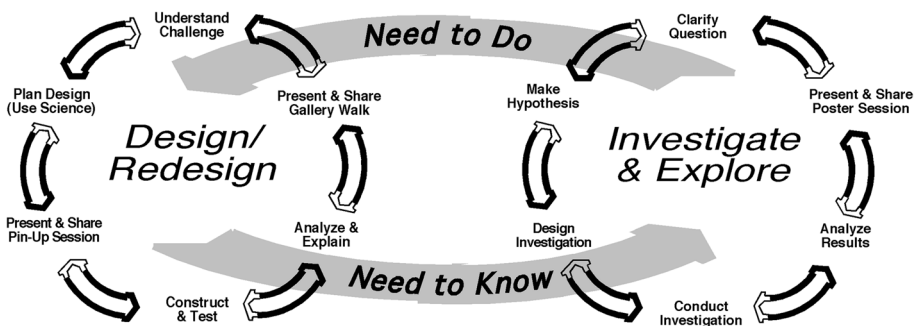 Understand
Challenge
Need to Do
Clarify
Question
Plan Design
(Use Science)
Present & Share
Gallery Walk
Make
Hypothesis
Present & Share
Poster Session
Design/
Redesign
Investigate
& Explore
Present & Share
Pin-Up Session
Analyze &
Explain
Design
Investigation
Analyze
Results
Need to Know
Construct
& Test
Conduct
Investigation